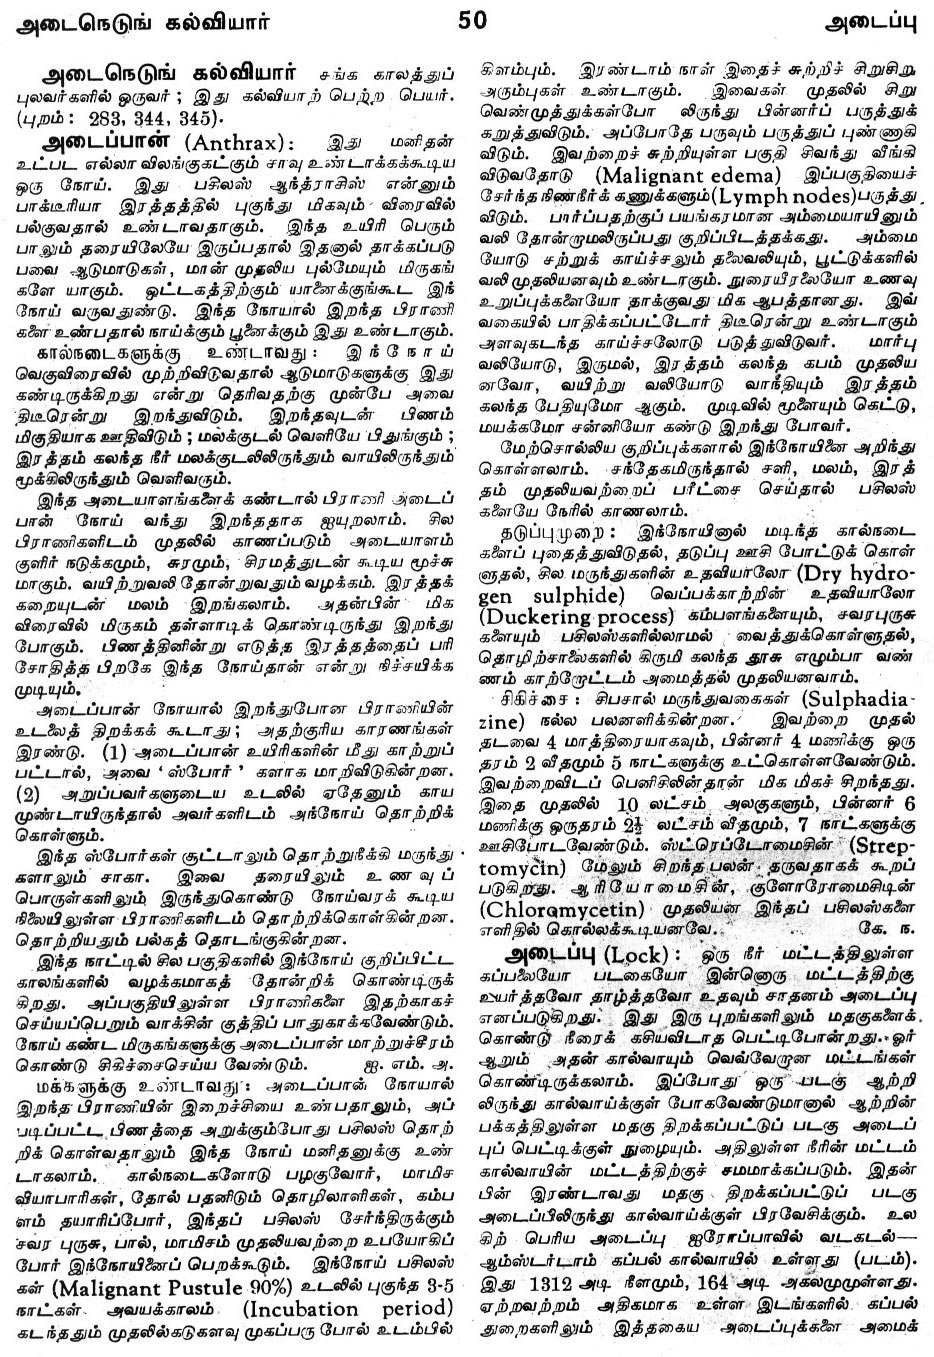 அடைநெடுங் கல்வியார்
50
அடைப்பு
அடைநெடுங் கல்வியார் சங்க காலத்துப்
புலவர்களில் ஒருவர் ; இது கல்வியாற் பெற்ற பெயர்.
(புறம் : 283, 344, 345).
அடைப்பான் (Anthrax) : இது மனிதன்
உட்பட எல்லா விலங்குகட்கும் சாவு உண்டாக்கக்கூடிய
ஒரு நோய். இது பசிலஸ் ஆந்த்ராசிஸ் என்னும்
பாக்டீரியா இரத்தத்தில் புகுந்து மிகவும் விரைவில்
பல்குவதால் உண்டாவதாகும். இந்த உயிரி பெரும்
பாலும் தரையிலேயே இருப்பதால் இதனால் தாக்கப்படு
பவை ஆடுமாடுகள், மான் முதலிய புல்மேயும் மிருகங்
களே யாகும். ஒட்டகத்திற்கும் யானைக்குங்கூட இந்
நோய் வருவதுண்டு. இந்த நோயால் இறந்த பிராணி
களை உண்பதால் நாய்க்கும் பூனைக்கும் இது உண்டாகும்.
கால்நடைகளுக்கு உண்டாவது : இந்நோய்
வெகுவிரைவில் முற்றிவிடுவதால் ஆடுமாடுகளுக்கு இது
கண்டிருக்கிறது என்று தெரிவதற்கு முன்பே அவை
திடீரென்று இறந்துவிடும். இறந்தவுடன் பிணம்
மிகுதியாக ஊதிவிடும் ; மலக்குடல் வெளியே பிதுங்கும் ;
இரத்தம் கலந்த நீர் மலக்குடலிலிருந்தும் வாயிலிருந்தும்
மூக்கிலிருந்தும் வெளிவரும்.
இந்த அடையாளங்களைக் கண்டால் பிராணி அடைப்
பான் நோய் வந்து இறந்ததாக ஐயுறலாம். சில
பிராணிகளிடம் முதலில் காணப்படும் அடையாளம்
குளிர் நடுக்கமும், சுரமும், சிரமத்துடன் கூடிய மூச்சு
மாகும். வயிற்றுவலி தோன்றுவதும் வழக்கம். இரத்தக்
கறையுடன் மலம் இறங்கலாம். அதன்பின் மிக
விரைவில் மிருகம் தள்ளாடிக் கொண்டிருந்து இறந்து
போகும். பிணத்தினின்று எடுத்த இரத்தத்தைப் பரி
சோதித்த பிறகே இந்த நோய்தான் என்று நிச்சயிக்க
முடியும்.
அடைப்பான் நோயால் இறந்துபோன பிராணியின்
உடலைத் திறக்கக் கூடாது ; அதற்குரிய காரணங்கள்
இரண்டு. (1) அடைப்பான் உயிரிகளின் மீது காற்றுப்
பட்டால், அவை ‘ ஸ்போர் ’ களாக மாறிவிடுகின்றன.
(2) அறுப்பவர்களுடைய உடலில் ஏதேனும் காய
முண்டாயிருந்தால் அவர்களிடம் அந்நோய் தொற்றிக்
கொள்ளும்.
இந்த ஸ்போர்கள் சூட்டாலும் தொற்றுநீக்கி மருந்து
களாலும் சாகா. இவை தரையிலும் உணவுப்
பொருள்களிலும் இருந்துகொண்டு நோய்வரக் கூடிய
நிலையிலுள்ள பிராணிகளிடம் தொற்றிக்கொள்கின்றன.
தொற்றியதும் பல்கத் தொடங்குகின்றன.
இந்த நாட்டில் சில பகுதிகளில் இந்நோய் குறிப்பிட்ட
காலங்களில் வழக்கமாகத் தோன்றிக் கொண்டிருக்
கிறது. அப்பகுதியிலுள்ள பிராணிகளை இதற்காகச்
செய்யப்பெறும் வாக்சின் குத்திப் பாதுகாக்கவேண்டும்.
நோய் கண்ட மிருகங்களுக்கு அடைப்பான் மாற்றுச்சீரம்
கொண்டு சிகிச்சைசெய்ய வேண்டும். ஐ. எம். அ.
மக்களுக்கு உண்டாவது : அடைப்பான் நோயால்
இறந்த பிராணியின் இறைச்சியை உண்பதாலும், அப்
படிப்பட்ட பிணத்தை அறுக்கும்போது பசிலஸ் தொற்
றிக் கொள்வதாலும் இந்த நோய் மனிதனுக்கு உண்
டாகலாம். கால்நடைகளோடு பழகுவோர், மாமிச
வியாபாரிகள், தோல் பதனிடும் தொழிலாளிகள், கம்ப
ளம் தயாரிப்போர், இந்தப் பசிலஸ் சேர்ந்திருக்கும்
சவர புருசு, பால், மாமிசம் முதலியவற்றை உபயோகிப்
போர் இந்நோயினைப் பெறக்கூடும். இந்நோய் பசிலஸ்
கள் (Malignant Pustule 90%) உடலில் புகுந்த 3-5
நாட்கள் அவயக்காலம் (Incubation period)
கடந்ததும் முதலில்கடுகளவு முகப்பரு போல் உடம்பில்
கிளம்பும். இரண்டாம் நாள் இதைச் சுற்றிச் சிறுசிறு
அரும்புகள் உண்டாகும். இவைகள் முதலில் சிறு
வெண்முத்துக்கள்போ லிருந்து பின்னர்ப் பருத்துக்
கறுத்துவிடும். அப்போதே பருவும் பருத்துப் புண்ணாகி
விடும். இவற்றைச் சுற்றியுள்ள பகுதி சிவந்து வீங்கி
விடுவதோடு (Malignant edema) இப்பகுதியைச்
சேர்ந்த நிணநீர்க் கணுக்களும்(Lymph nodes)பருத்து
விடும். பார்ப்பதற்குப் பயங்கரமான அம்மையாயினும்
வலி தோன்றாமலிருப்பது குறிப்பிடத்தக்கது. அம்மை
யோடு சற்றுக் காய்ச்சலும் தலைவலியும், பூட்டுக்களில்
வலி முதலியனவும் உண்டாகும். நுரையீரலையோ உணவு
உறுப்புக்களையோ தாக்குவது மிக ஆபத்தானது. இவ்
வகையில் பாதிக்கப்பட்டோர் திடீரென்று உண்டாகும்
அளவுகடந்த காய்ச்சலோடு படுத்துவிடுவர். மார்பு
வலியோடு, இருமல், இரத்தம் கலந்த கபம் முதலிய
னவோ, வயிற்று வலியோடு வாந்தியும் இரத்தம்
கலந்த பேதியுமோ ஆகும். முடிவில் மூளையும் கெட்டு,
மயக்கமோ சன்னியோ கண்டு இறந்து போவர்.
மேற்சொல்லிய குறிப்புக்களால் இந்நோயினை அறிந்து
கொள்ளலாம். சந்தேகமிருந்தால் சளி, மலம், இரத்
தம் முதலியவற்றைப் பரீட்சை செய்தால் பசிலஸ்
களையே நேரில் காணலாம்.
தடுப்புமுறை : இந்நோயினால் மடிந்த கால்நடை
களைப் புதைத்துவிடுதல், தடுப்பு ஊசி போட்டுக் கொள்
ளுதல், சில மருந்துகளின் உதவியாலோ (Dry hydro-
gen sulphide) வெப்பக்காற்றின் உதவியாலோ
(Duckering process) கம்பளங்களையும், சவரபுருசு
களையும் பசிலஸ்களில்லாமல் வைத்துக்கொள்ளுதல்,
தொழிற்சாலைகளில் கிருமி கலந்த தூசு எழும்பா வண்
ணம் காற்றோட்டம் அமைத்தல் முதலியனவாம்.
சிகிச்சை : சிபசால் மருந்துவகைகள் (Sulphadia-
zine) நல்ல பலனளிக்கின்றன. இவற்றை முதல்
தடவை 4 மாத்திரையாகவும், பின்னர் 4 மணிக்கு ஒரு
தரம் 2 வீதமும் 5 நாட்களுக்கு உட்கொள்ளவேண்டும்.
இவற்றைவிடப் பெனிசிலின்தான் மிக மிகச் சிறந்தது.
இதை முதலில் 10 லட்சம் அலகுகளும், பின்னர் 6
மணிக்கு ஒருதரம் 2½ லட்சம் வீதமும், 7 நாட்களுக்கு
ஊசிபோடவேண்டும். ஸ்ட்ரெப்டோமைசின் (Strep-
tomycin) மேலும் சிறந்த பலன் தருவதாகக் கூறப்
படுகிறது. ஆரியோமைசின், குளோரோமைசிடின்
(Chloramycetin) முதலியன இந்தப் பசிலஸ்களை
எளிதில் கொல்லக்கூடியனவே. கே. ந.
அடைப்பு (Lock) : ஒரு நீர் மட்டத்திலுள்ள
கப்பலையோ படகையோ இன்னொரு மட்டத்திற்கு
உயர்த்தவோ தாழ்த்தவோ உதவும் சாதனம் அடைப்பு
எனப்படுகிறது. இது இரு புறங்களிலும் மதகுகளைக்
கொண்டு நீரைக் கசியவிடாத பெட்டிபோன்றது. ஓர்
ஆறும் அதன் கால்வாயும் வெவ்வேறான மட்டங்கள்
கொண்டிருக்கலாம். இப்போது ஒரு படகு ஆற்றி
லிருந்து கால்வாய்க்குள் போகவேண்டுமானால் ஆற்றின்
பக்கத்திலுள்ள மதகு திறக்கப்பட்டுப் படகு அடைப்
புப் பெட்டிக்குள் நுழையும். அதிலுள்ள நீரின் மட்டம்
கால்வாயின் மட்டத்திற்குச் சமமாக்கப்படும். இதன்
பின் இரண்டாவது மதகு திறக்கப்பட்டுப் படகு
அடைப்பிலிருந்து கால்வாய்க்குள் பிரவேசிக்கும். உல
கிற் பெரிய அடைப்பு ஐரோப்பாவில் வடகடல்—
ஆம்ஸ்டர்டாம் கப்பல் கால்வாயில் உள்ளது (படம்).
இது 1312 அடி நீளமும், 164 அடி அகலமுமுள்ளது.
ஏற்றவற்றம் அதிகமாக உள்ள இடங்களில் கப்பல்
துறைகளிலும் இத்தகைய அடைப்புக்களை அமைக்